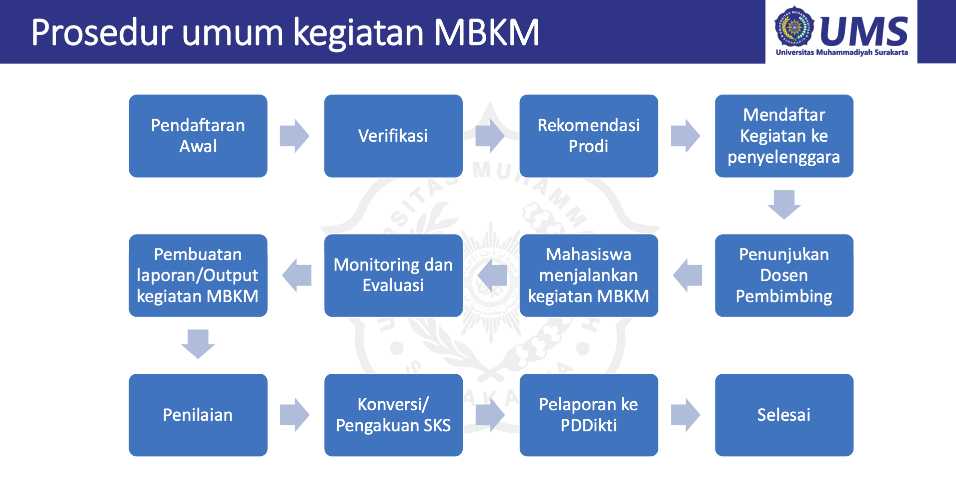 Prosedur umum kegiatan MBKM
UMS
Universitas Muhammadiyah Surakarta
Pendaftaran
Awal
Verifikasi
Rekomendasi
Prodi
Mendaftar
Kegiatan ke
penyelenggara
Penunjukan
Dosen
Pembimbing
Mahasiswa
menjalankan
kegiatan MBKM
Monitoring dan
Evaluasi
Pembuatan
laporan/Output
kegiatan MBKM
Penilaian
Konversi/
Pengakuan SKS
Pelaporan ke
PDDikti
Selesai